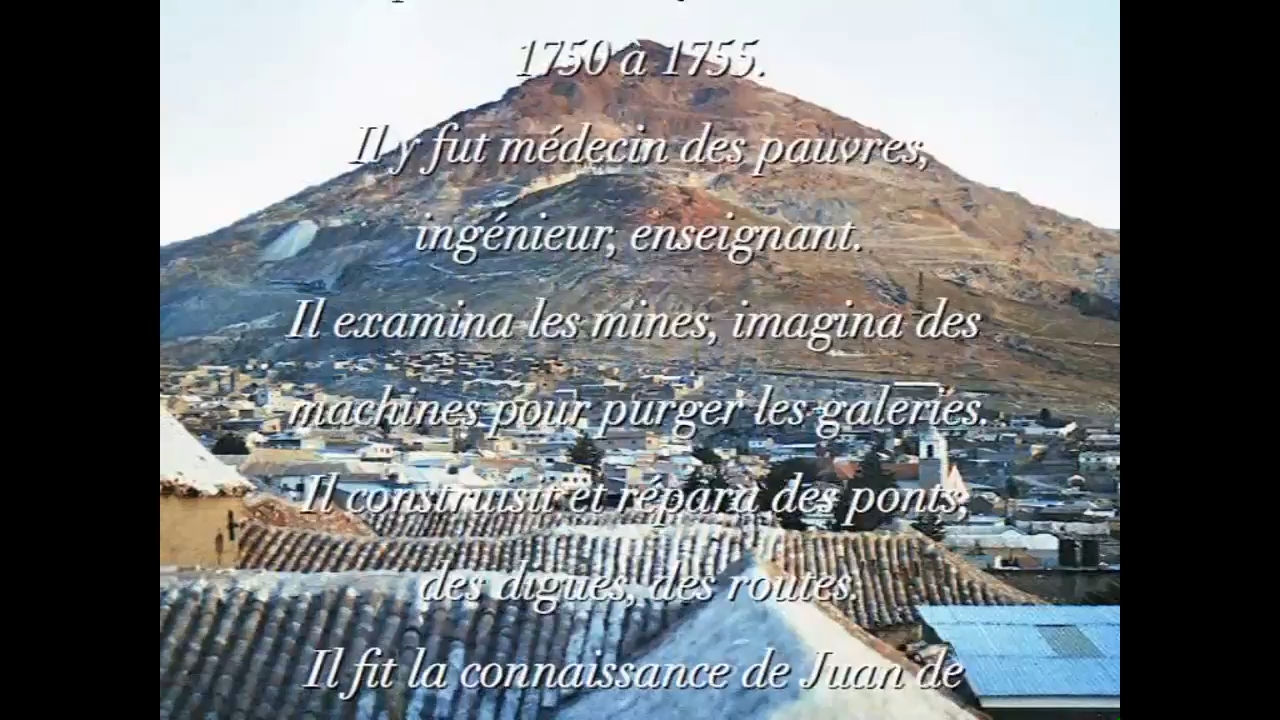 1750 à 1755.
Il y fut médecin des pauvres,
ingénieur, enseignant.
Il examina les mines, imagina des
machines pour purger les galeries.
Il construisit et répara des ponts,
des digues, des routes.
Il fit la connaissance de Juan de